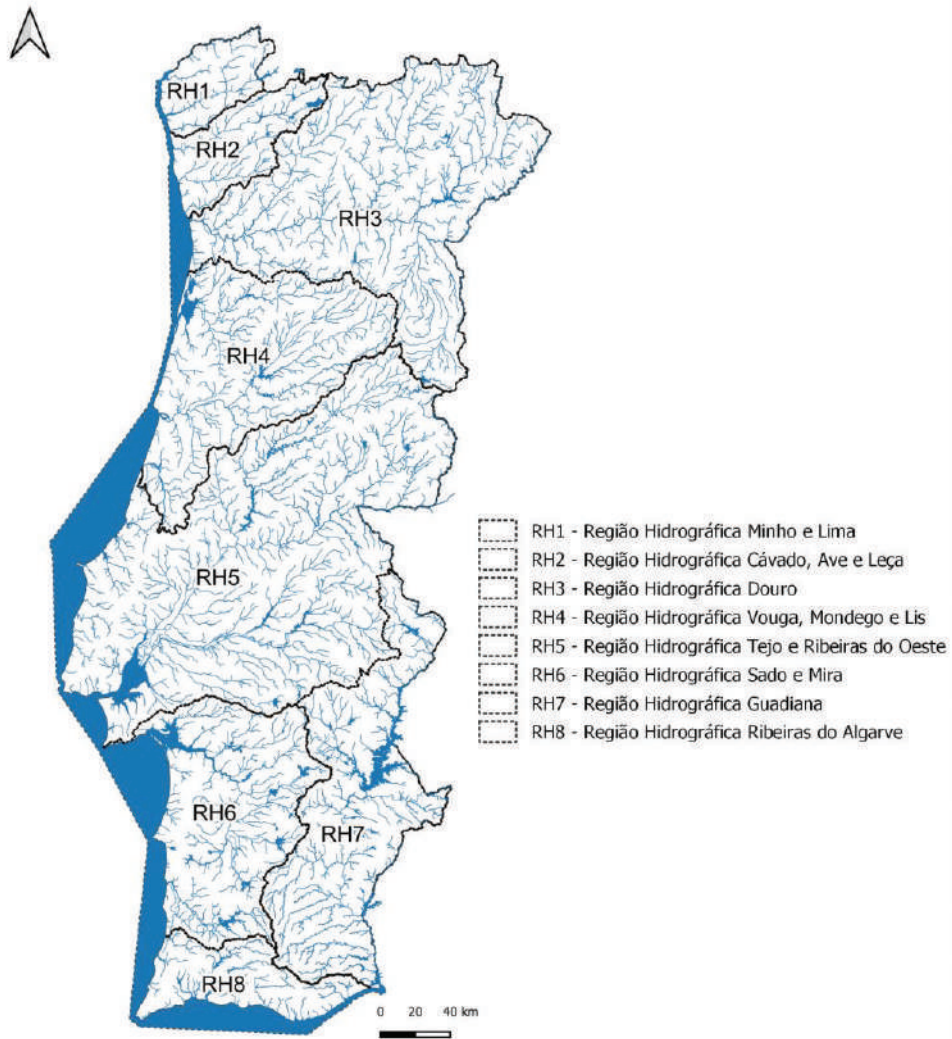 RH1
RH2
RH3
RH4
RH5
RH6
RH7
RH8
RH1 - Região Hidrográfica Minho e Lima
RH2 - Região Hidrográfica Cávado, Ave e Leça
RH3 - Região Hidrográfica Douro
RH4 - Região Hidrográfica Vouga, Mondego e Lis
RH5 - Região Hidrográfica Tejo e Ribeiras do Oeste
RH6 - Região Hidrográfica Sado e Mira
RH7 - Região Hidrográfica Guadiana
RH8 - Região Hidrográfica Ribeiras do Algarve
0 20 40 km